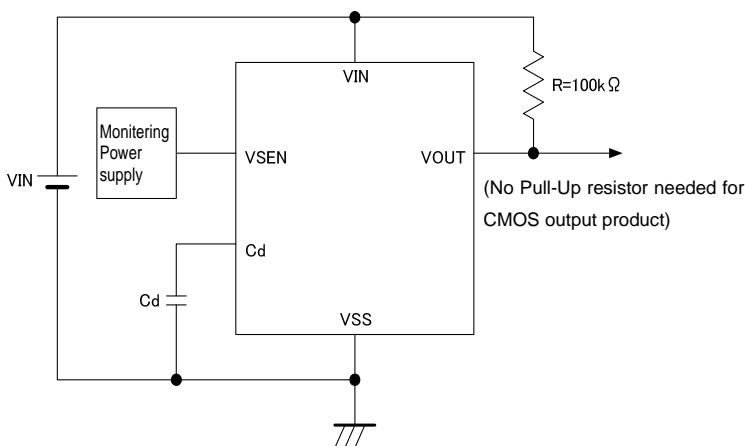 VIN
R=100kΩ
Monitering
Power
supply
VSEN
VOUT
VIN
(No Pull-Up resistor needed for
CMOS output product)
Cd
Cd
VSS